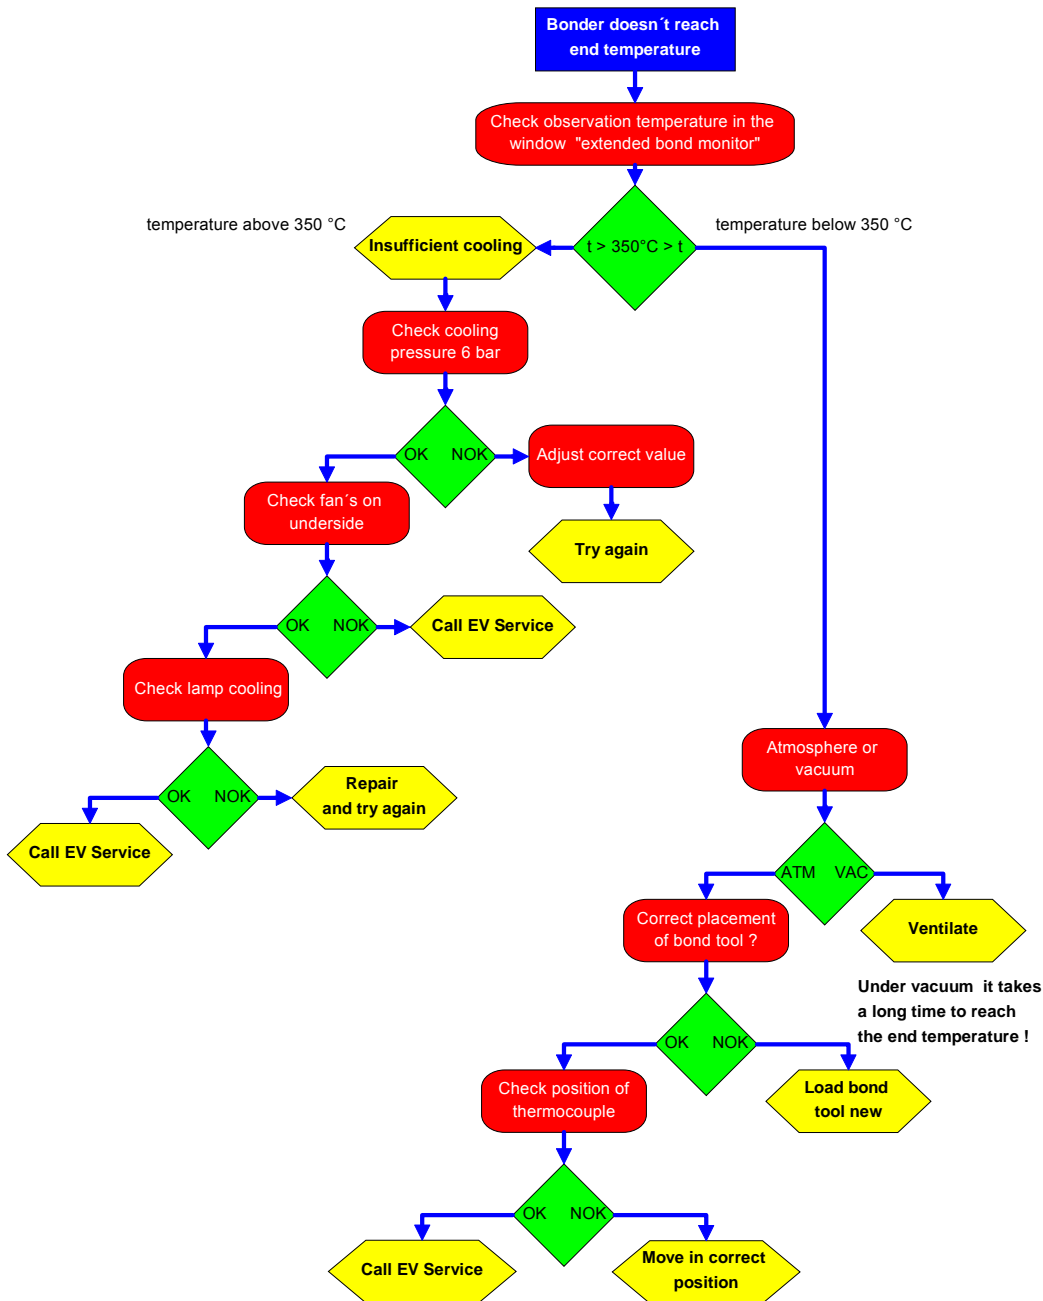 Bonder doesn´t reach
end temperature
Check observation temperature in the
window "extended bond monitor"
temperature above 350 °C
temperature below 350 °C
Insufficient cooling
t > 350°C > t
Check cooling
pressure 6 bar
OK NOK
Adjust correct value
Check fan´s on
underside
Try again
OK NOK
Call EV Service
Check lamp cooling
Atmosphere or
vacuum
OK NOK
Repair
and try again
Call EV Service
ATM VAC
Correct placement
of bond tool ?
Ventilate
Under vacuum it takes
a long time to reach
the end temperature !
OK NOK
Check position of
thermocouple
Load bond
tool new
OK NOK
Call EV Service
Move in correct
position